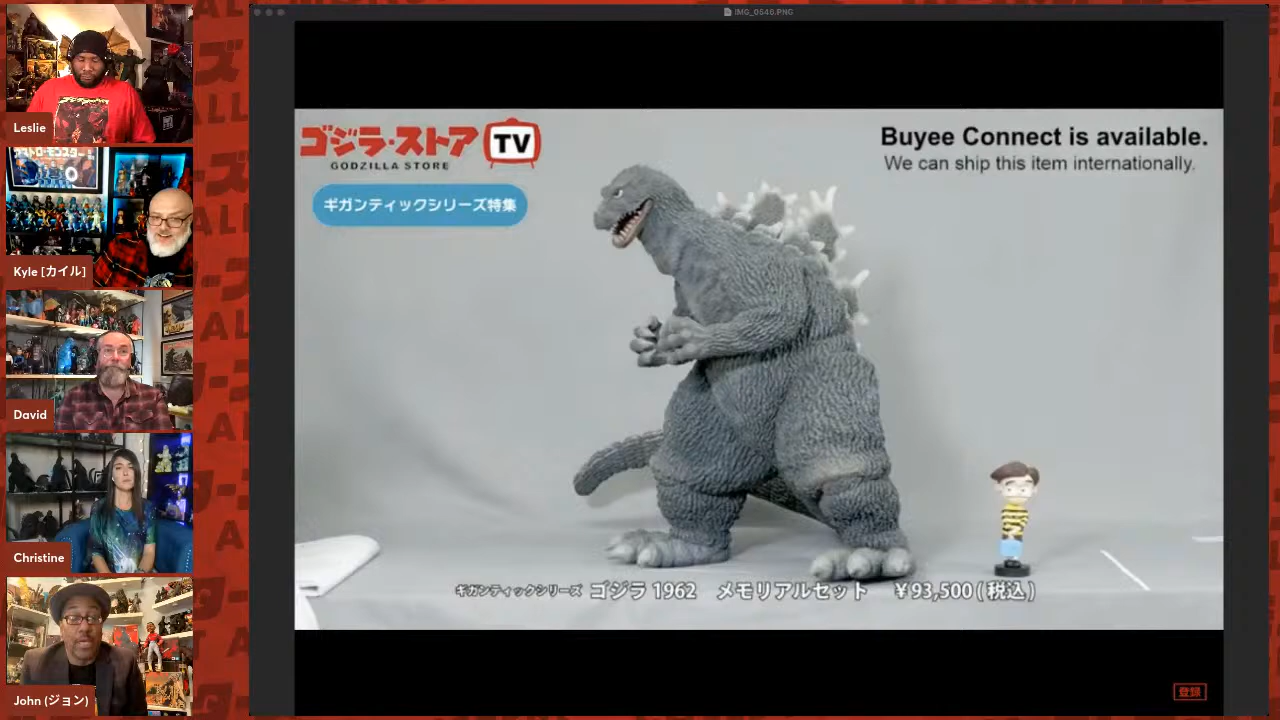 IMG_0540.PNG
Leslie
Kyle [カイル]
David
Christine
John (ジョン)
ゴジラ・ストア TV
GODZILLA STORE
ギガンティックシリーズ特集
Buyee Connect is available.
We can ship this item internationally.
ギガンティックシリーズ ゴジラ 1962 メモリアルセット ￥93,500(税込)
登録